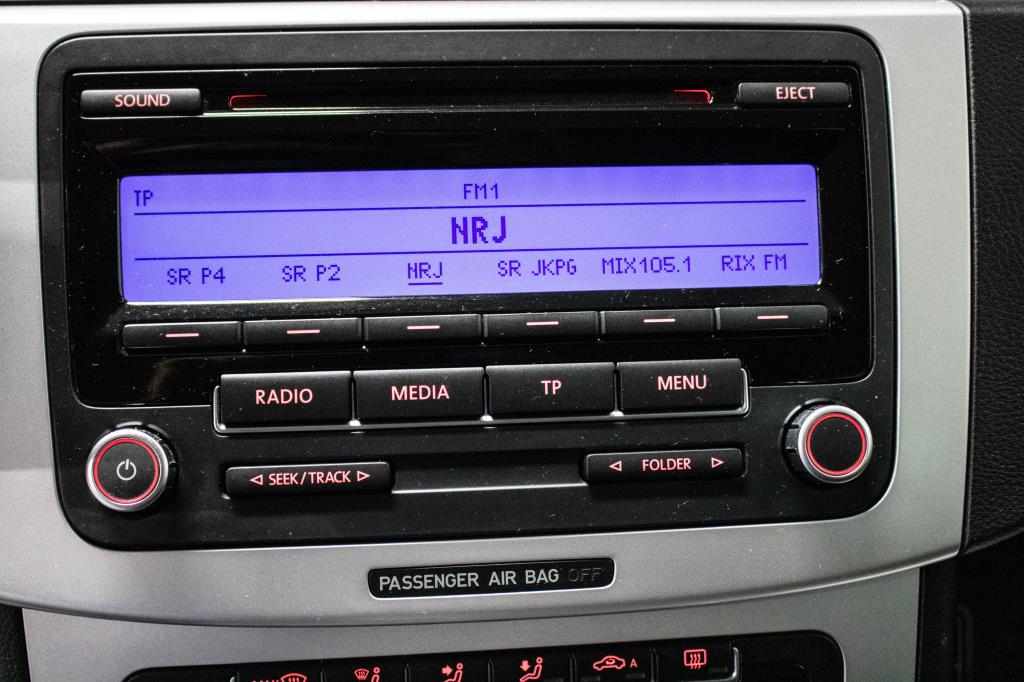 SOUND EJECT
TP FM1
NRJ
SR P4 SR P2 NRJ SR JKPG MIX105.1 RIX FM
RADIO MEDIA TP MENU
SEEK/TRACK FOLDER
PASSENGER AIR BAG OFF
A